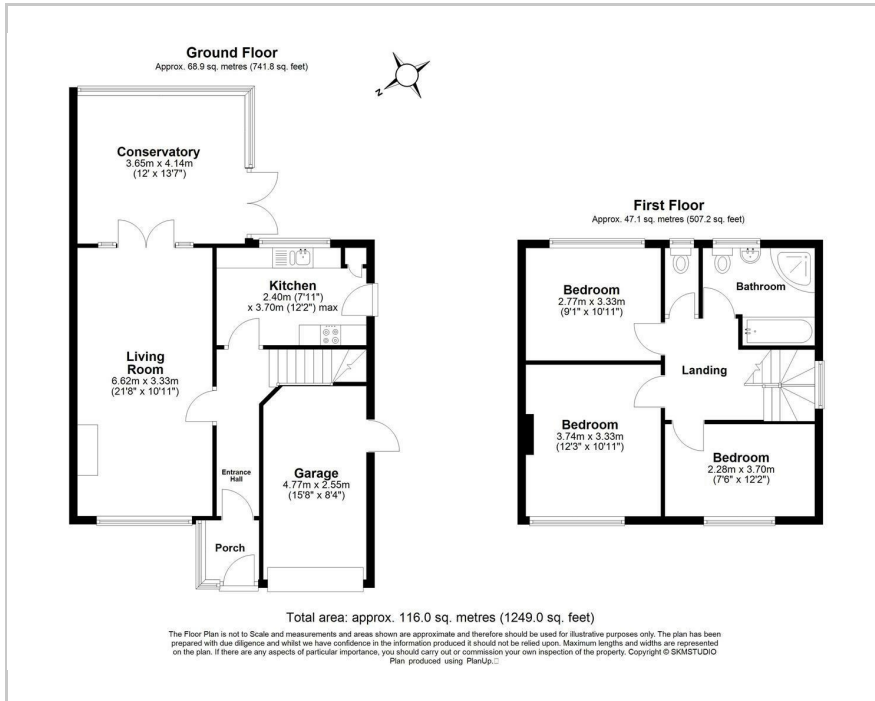 Ground Floor
Approx. 68.9 sq. metres (741.8 sq. feet)
N
Conservatory
3.65m x 4.14m
(12' x 13'7")
Kitchen
2.40m (7'11")
x 3.70m (12'2") max
Living
Room
6.62m x 3.33m
(21'8" x 10'11")
Entrance
Hall
Garage
4.77m x 2.55m
(15'8" x 8'4")
Porch
First Floor
Approx. 47.1 sq. metres (507.2 sq. feet)
Bedroom
2.77m x 3.33m
(9'1" x 10'11")
Bathroom
Landing
Bedroom
3.74m x 3.33m
(12'3" x 10'11")
Bedroom
2.28m x 3.70m
(7'6" x 12'2")
Total area: approx. 116.0 sq. metres (1249.0 sq. feet)
The Floor Plan is not to Scale and measurements and areas shown are approximate and therefore should be used for illustrative purposes only. The plan has been
prepared with due diligence and whilst we have confidence in the information produced it should not be relied upon. Maximum lengths and widths are represented
on the plan. If there are any aspects of particular importance, you should carry out or commission your own inspection of the property. Copyright © SKMSTUDIO
Plan produced using PlanUp.